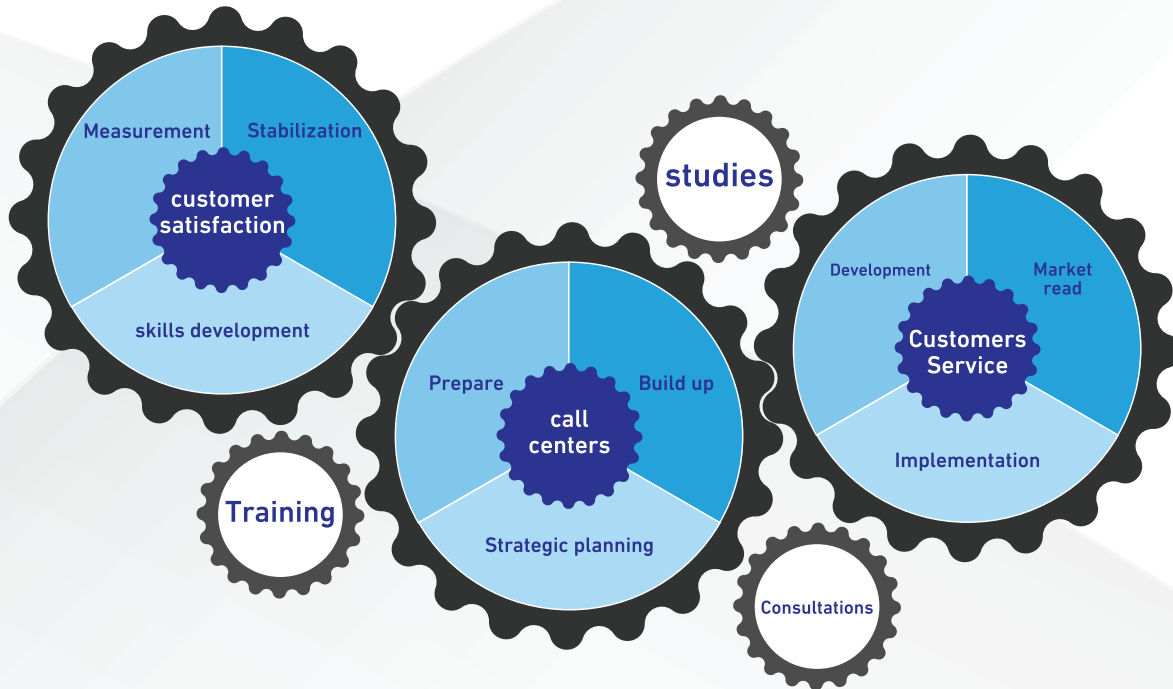 Measurement
Stabilization
customer
satisfaction
skills development
studies
Development
Market
read
Customers
Service
Implementation
Prepare
Build up
call
centers
Strategic planning
Training
Consultations